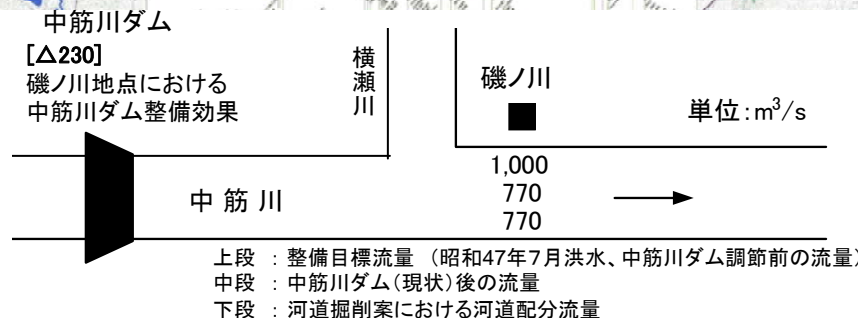 中筋川ダム
[△230]
磯ノ川地点における
中筋川ダム整備効果
横瀬川
磯ノ川
単位:m³/s
中筋川
1,000
770
770
上段 : 整備目標流量 (昭和47年7月洪水、中筋川ダム調節前の流量)
中段 : 中筋川ダム(現状)後の流量
下段 : 河道掘削案における河道配分流量